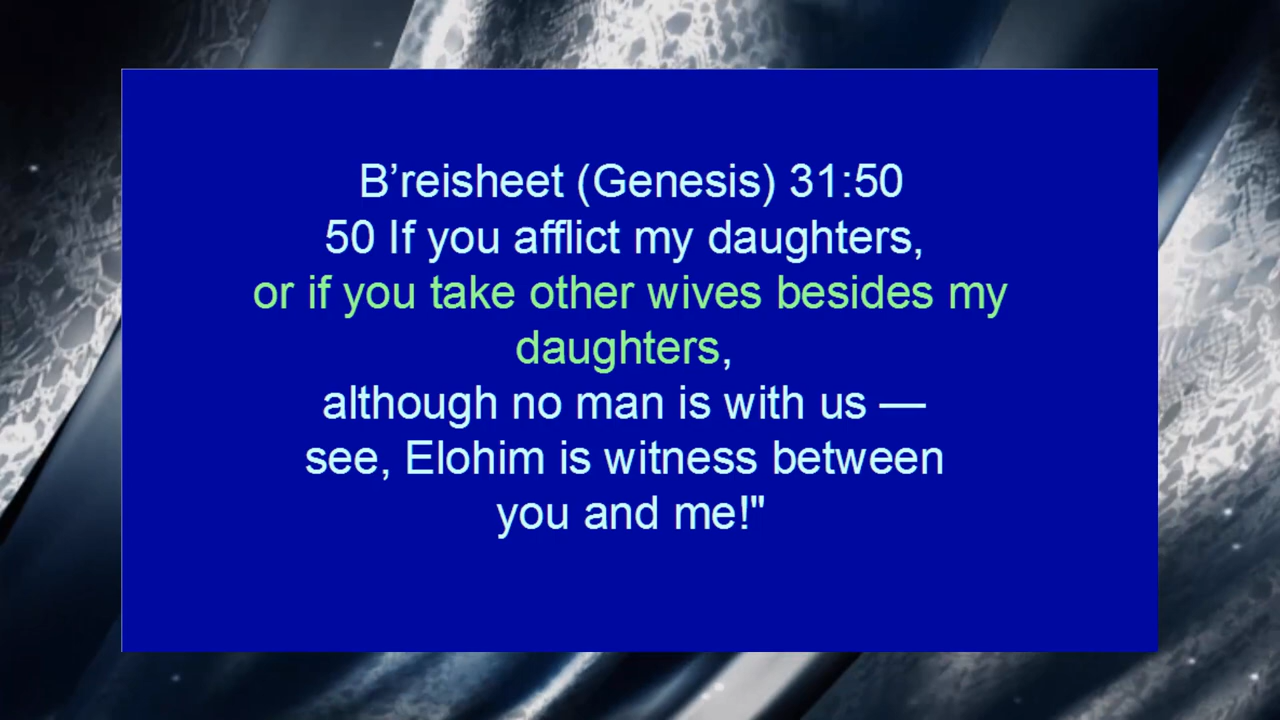 B’reisheet (Genesis) 31:50
50 If you afflict my daughters,
or if you take other wives besides my
daughters,
although no man is with us —
see, Elohim is witness between
you and me!"